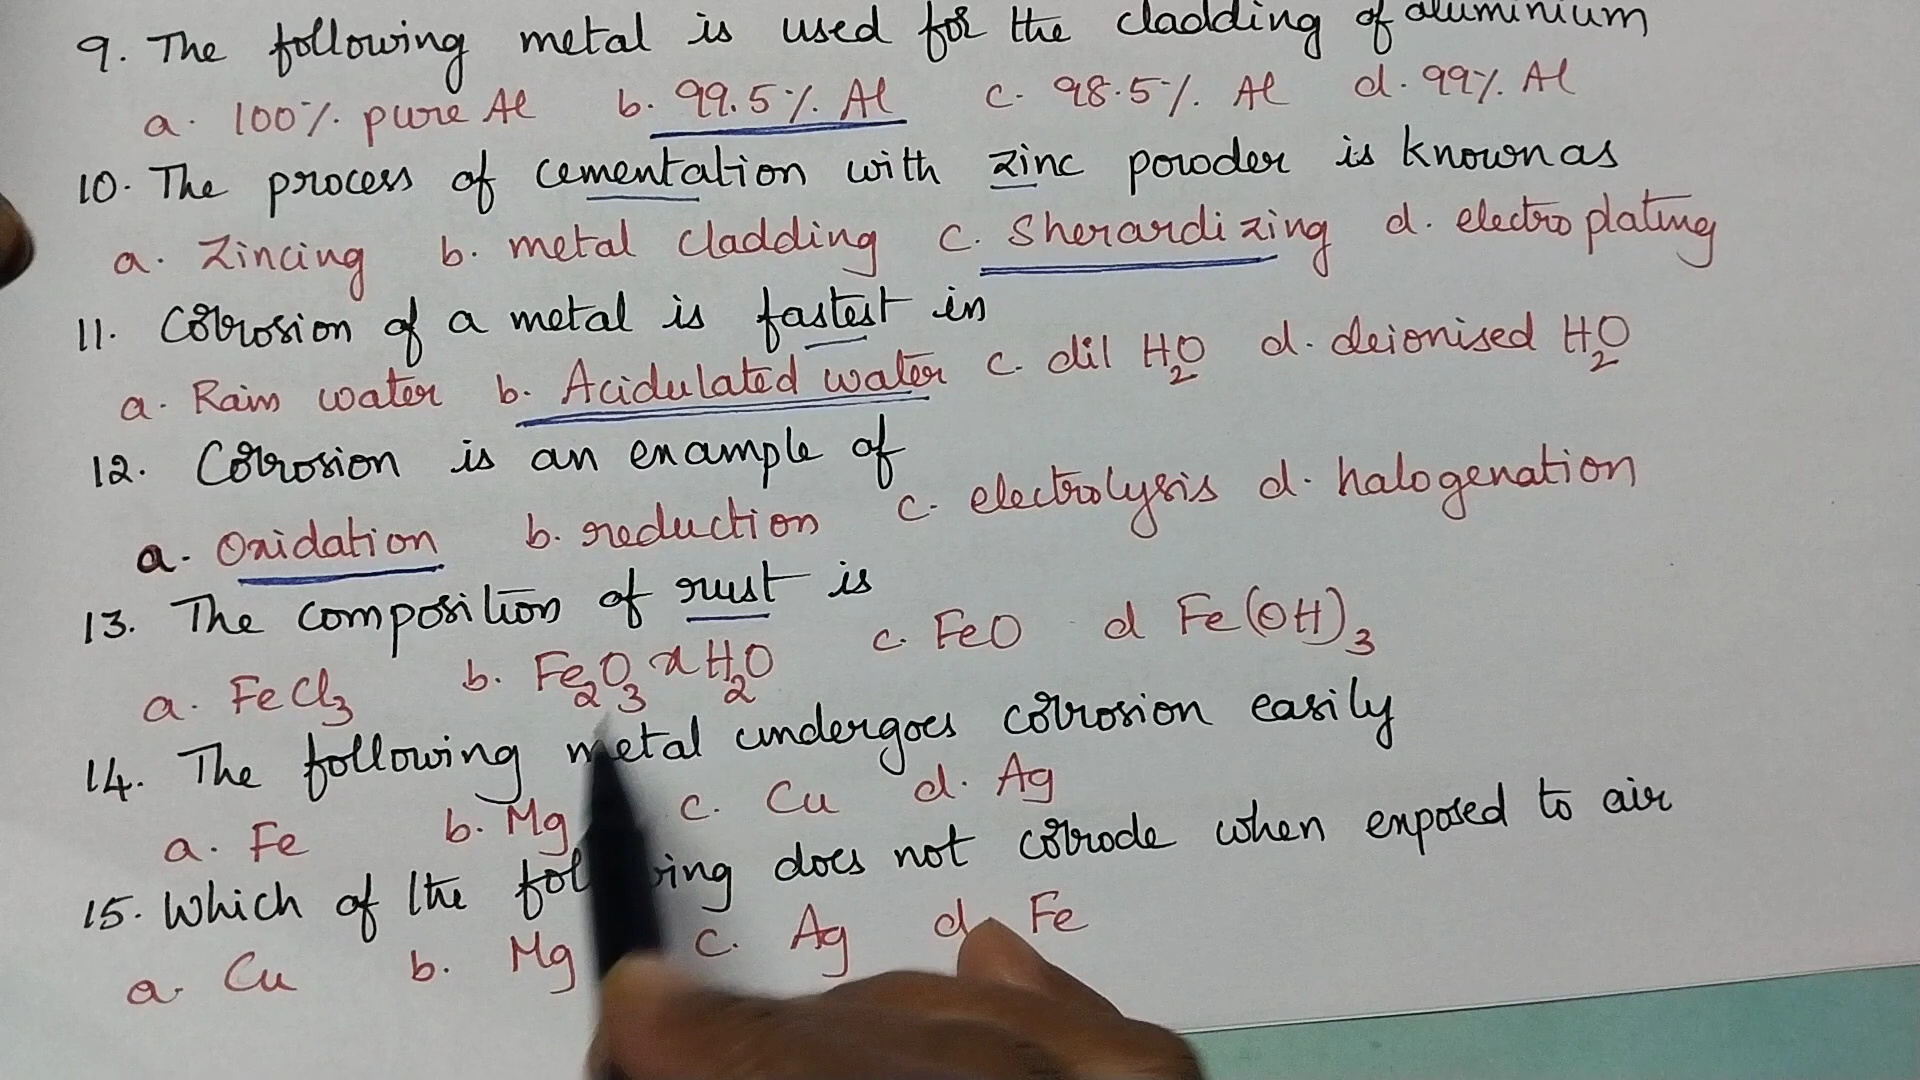 9. The following metal is used for the cladding of aluminium
a. 100% pure Al b. 99.5% Al c. 98.5% Al d. 99% Al
10. The process of cementation with zinc powder is known as
a. Zincing b. metal cladding c. Sherardizing d. electroplating
11. Corrosion of a metal is fastest in
a. Rain water b. Acidulated water c. dil H2O d. deionised H2O
12. Corrosion is an example of
a. Oxidation b. reduction c. electrolysis d. halogenation
13. The composition of rust is
a. FeCl3 b. Fe2O3 x H2O c. FeO d Fe(OH)3
14. The following metal undergoes corrosion easily
a. Fe b. Mg c. Cu d. Ag
15. Which of the does not corrode when exposed to air
a. Cu b. Mg c. Ag d. Fe